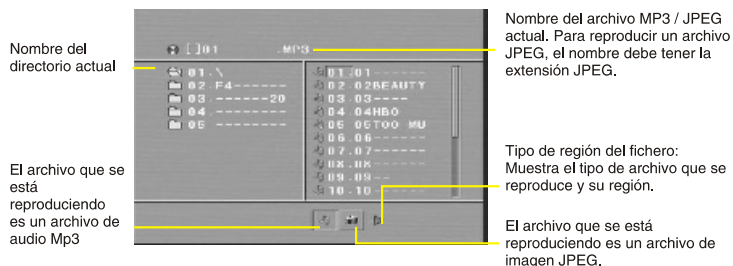 Nombre del
directorio actual
El archivo que se
está
reproduciendo
es un archivo de
audio Mp3
[ ]01 .MP3
01.\
02.F4------
03.------20
04.-------
05 -------
01.01-------
02.02BEAUTY
03.03----
04.04HBO
05 05TOO MU
06.06------
07.07------
08.08------
09.09--
10.10------
Nombre del archivo MP3 / JPEG
actual. Para reproducir un archivo
JPEG, el nombre debe tener la
extensión JPEG.
Tipo de región del fichero:
Muestra el tipo de archivo que se
reproduce y su región.
El archivo que se está
reproduciendo es un archivo de
imagen JPEG.